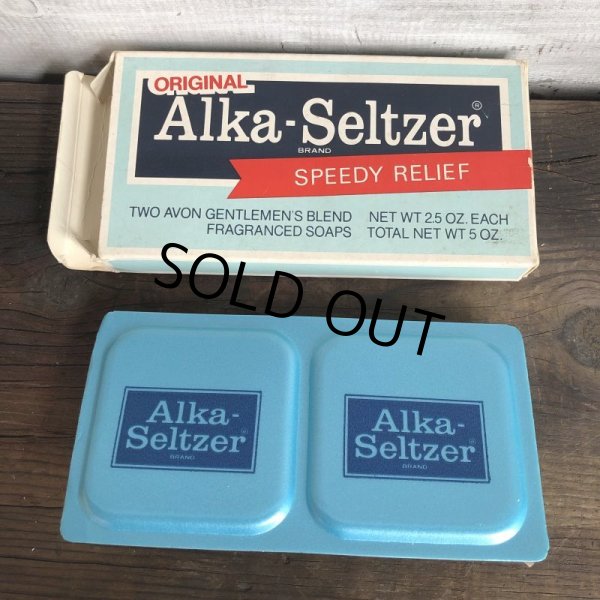 ORIGINAL
Alka-Seltzer®
BRAND
SPEEDY RELIEF
TWO AVON GENTLEMEN'S BLEND NET WT 2.5 OZ. EACH
FRAGRANCED SOAPS TOTAL NET WT 5 OZ.
SOLD OUT
Alka-
Seltzer®
BRAND
Alka-
Seltzer®
BRAND